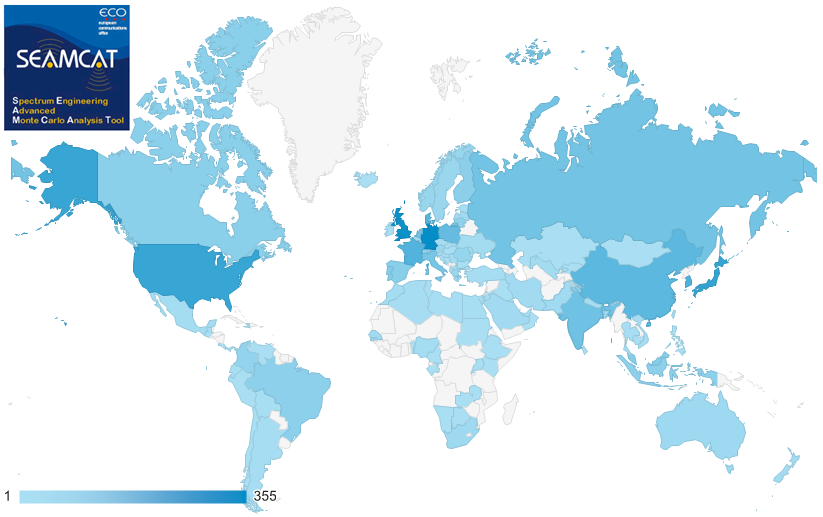 ECO
european
communications
office
SEAMCAT
Spectrum Engineering
Advanced
Monte Carlo Analysis Tool
1
355